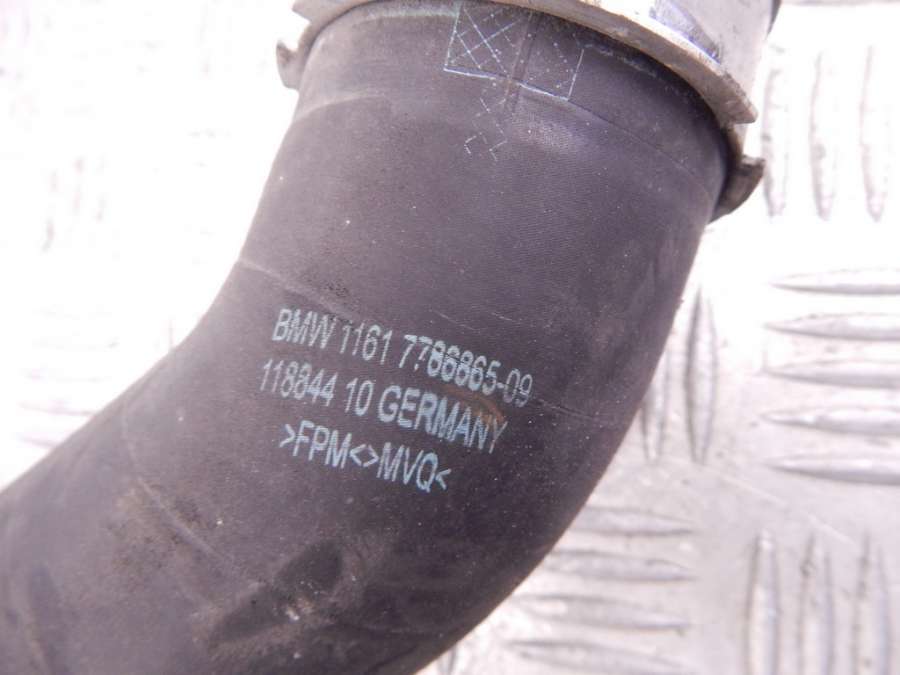 BMW 1161 7786865-09
118844 10 GERMANY
>FPM<>MVQ<